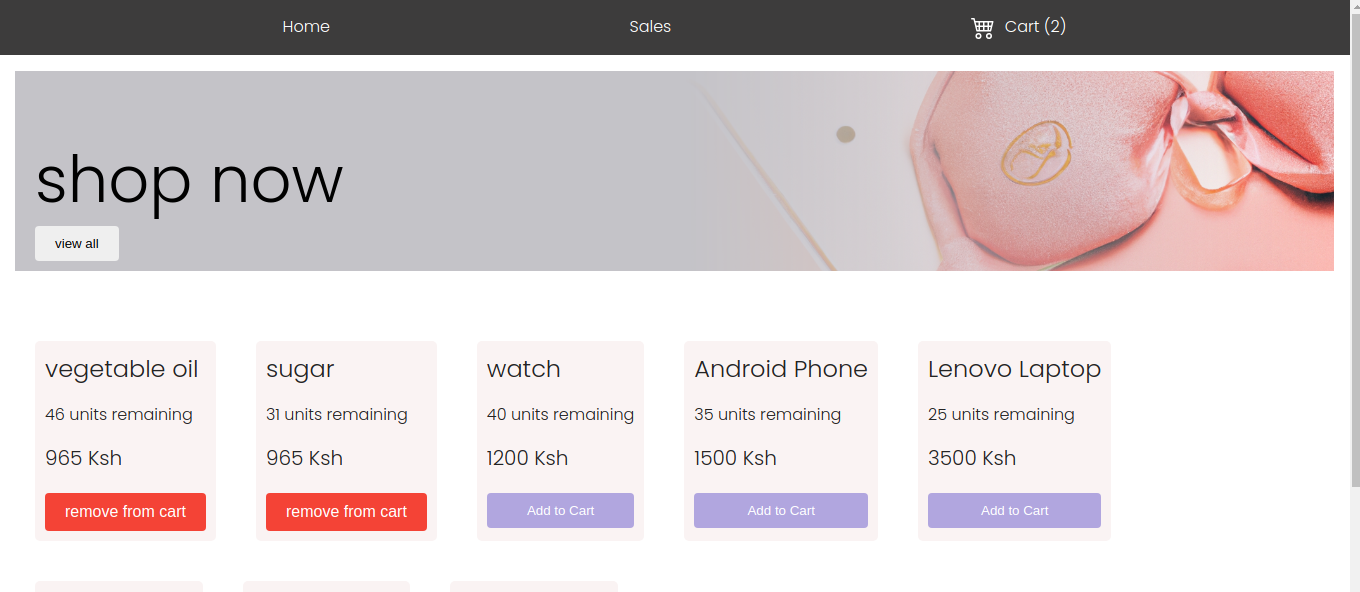 Home Sales Cart (2)
shop now
view all
vegetable oil
46 units remaining
965 Ksh
remove from cart
sugar
31 units remaining
965 Ksh
remove from cart
watch
40 units remaining
1200 Ksh
Add to Cart
Android Phone
35 units remaining
1500 Ksh
Add to Cart
Lenovo Laptop
25 units remaining
3500 Ksh
Add to Cart